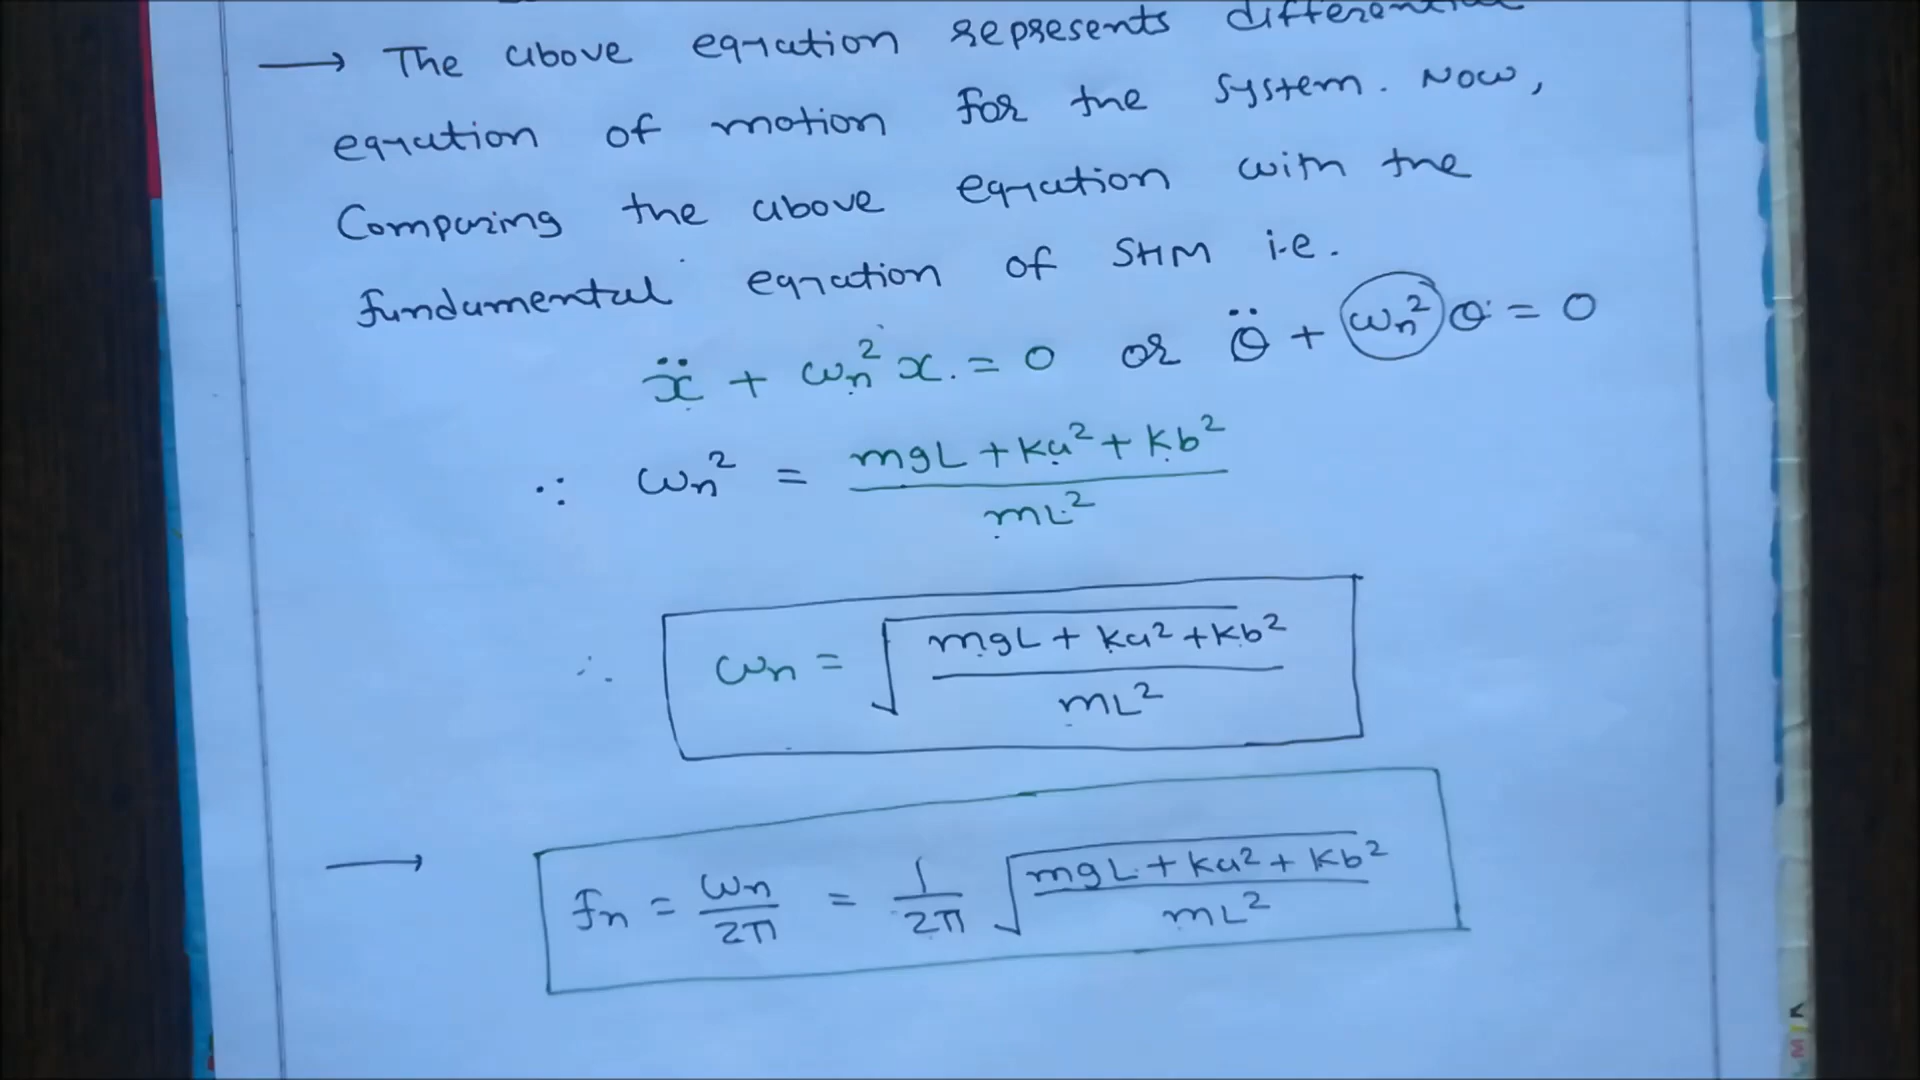 → The above equation represents differential
equation of motion for the system. Now,
Comparing the above equation with the
fundamental equation of SHM i.e.
ẍ + ωn² x = 0 or θ̈ + ωn² θ = 0
∴ ωn² = (mgL + ka² + kb²) / mL²
∴ ωn = √((mgL + ka² + kb²) / mL²)
→ fn = ωn / 2π = 1/2π √((mgL + ka² + kb²) / mL²)